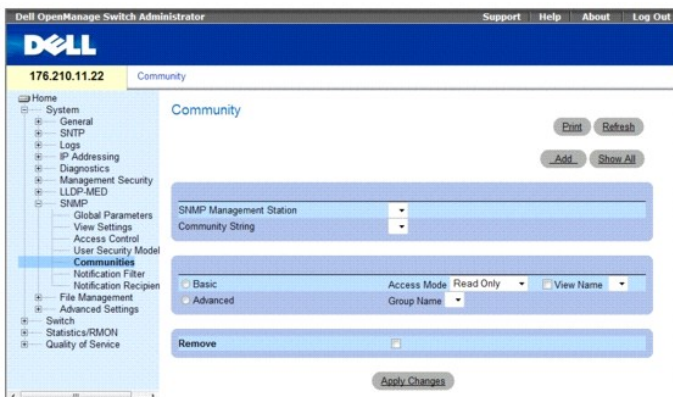 Dell OpenManage Switch Administrator
Support Help About Log Out
DELL
176.210.11.22
Community
Home
System
General
SNTP
Logs
IP Addressing
Diagnostics
Management Security
LLDP-MED
SNMP
Global Parameters
View Settings
Access Control
User Security Model
Communities
Notification Filter
Notification Recipien
File Management
Advanced Settings
Switch
Statistics/RMON
Quality of Service
Community
Print Refresh
Add Show All
SNMP Management Station
Community String
Basic Access Mode Read Only View Name
Advanced Group Name
Remove
Apply Changes